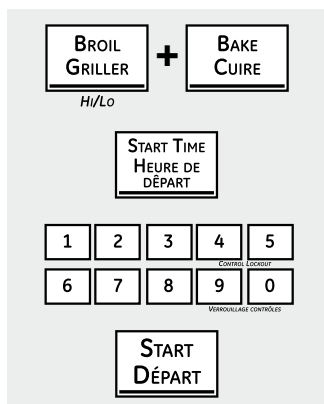 BROIL
GRILLER
+
BAKE
CUIRE
HI/LO
START TIME
HEURE DE
DÊPART
1 2 3 4 5
CONTROL LOCKOUT
6 7 8 9 0
VERROUILLAGE CONTRÔLES
START
DÉPART